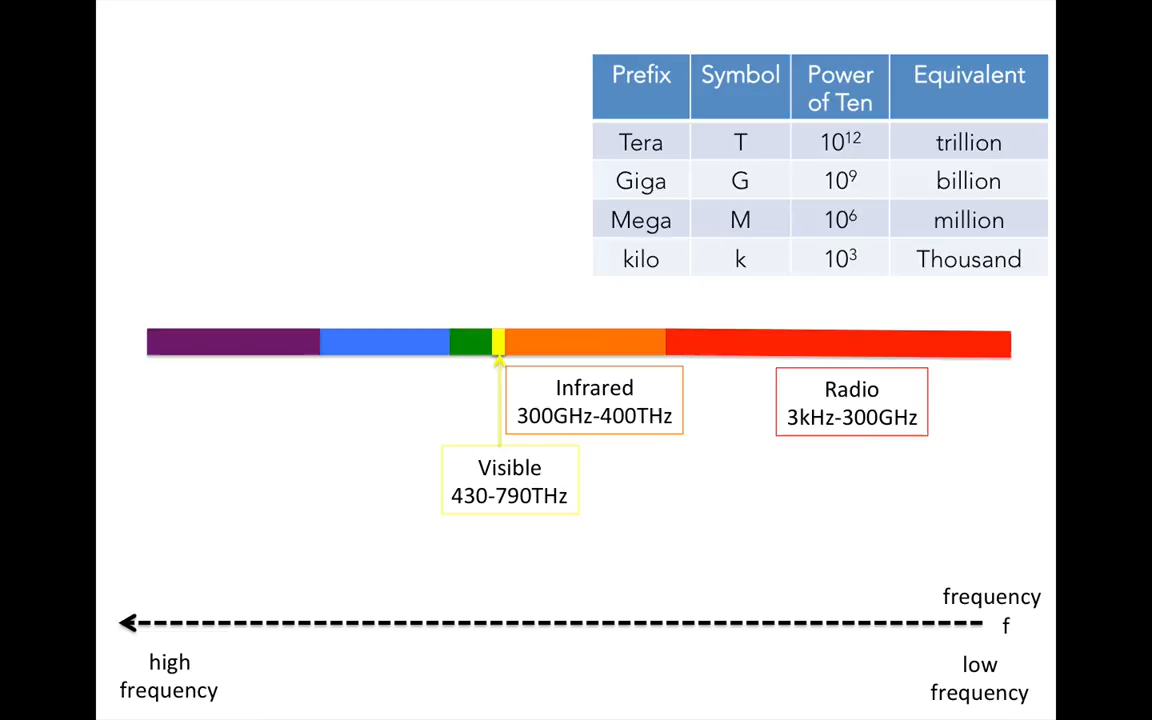 Prefix Symbol Power of Ten Equivalent
Tera T 10¹² trillion
Giga G 10⁹ billion
Mega M 10⁶ million
kilo k 10³ Thousand
Infrared
300GHz-400THz
Radio
3kHz-300GHz
Visible
430-790THz
frequency
f
high
frequency
low
frequency